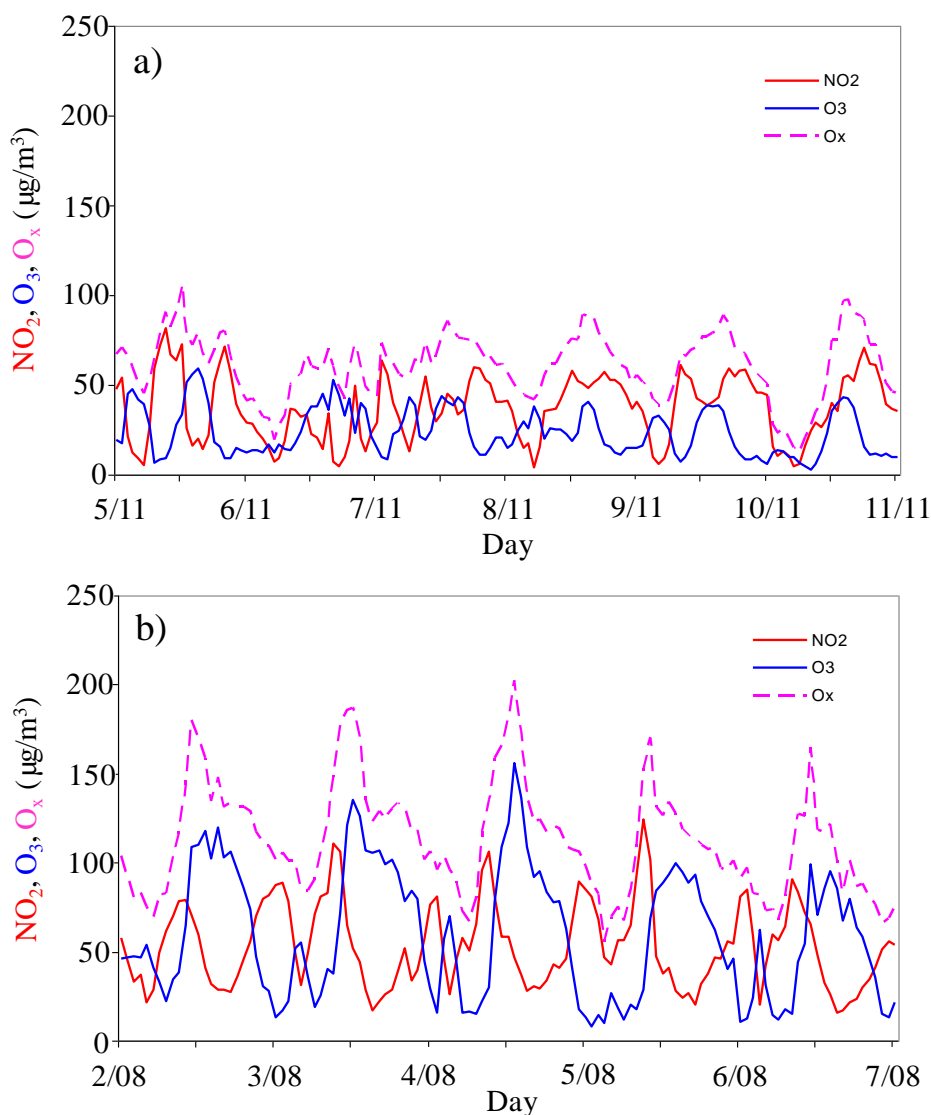 a)
250
200
150
100
50
0
NO₂, O₃, Oₓ (µg/m³)
NO2
O3
Ox
5/11 6/11 7/11 8/11 9/11 10/11 11/11
Day
b)
250
200
150
100
50
0
NO₂, O₃, Oₓ (µg/m³)
NO2
O3
Ox
2/08 3/08 4/08 5/08 6/08 7/08
Day